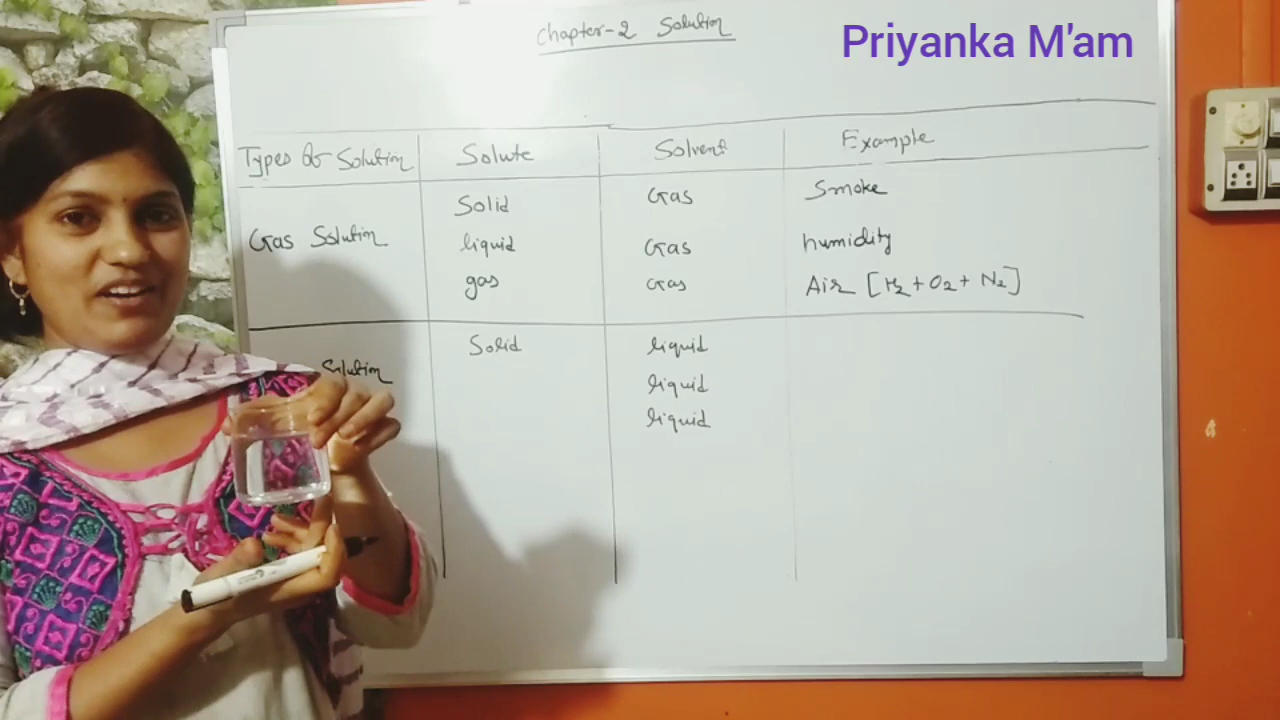 Chapter-2 Solution
Priyanka M'am
Types of Solution Solute Solvent Example
Solid Gas Smoke
Gas Solution liquid Gas humidity
gas Gas Air [H₂ + O₂ + N₂]
Solid liquid
Solution liquid
liquid